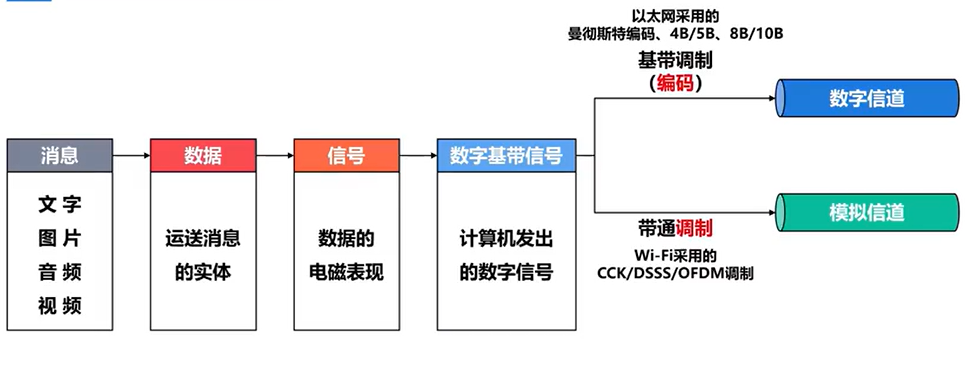 以太网采用的
曼彻斯特编码、4B/5B、8B/10B
基带调制
（编码）
数字信道
消息
数据
信号
数字基带信号
文 字
图 片
音 频
视 频
运送消息
的实体
数据的
电磁表现
计算机发出
的数字信号
模拟信道
带通调制
Wi-Fi采用的
CCK/DSSS/OFDM调制